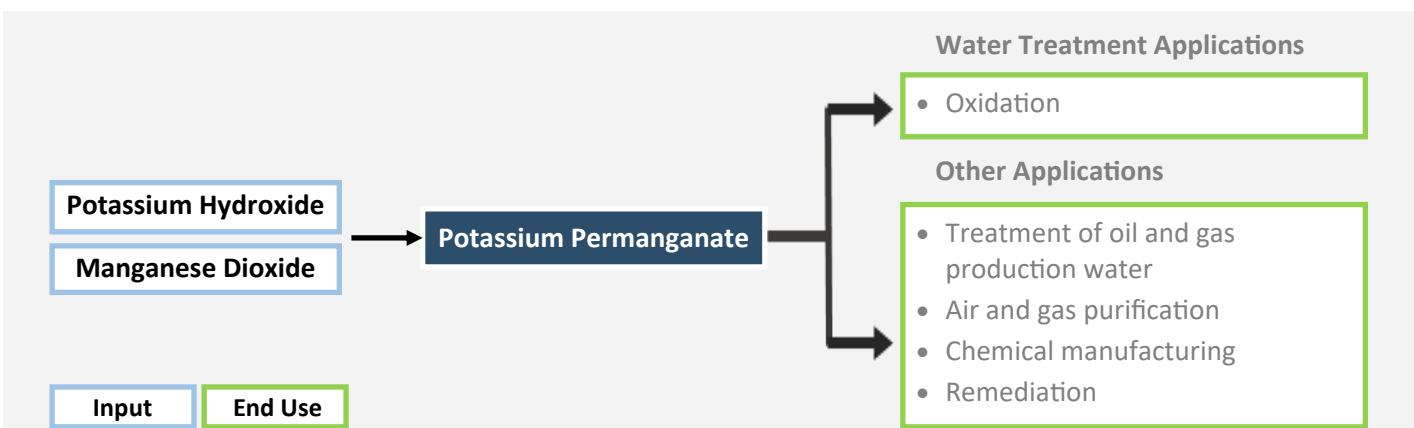 Water Treatment Applications
• Oxidation
Other Applications
Potassium Hydroxide
Manganese Dioxide
Potassium Permanganate
• Treatment of oil and gas
production water
• Air and gas purification
• Chemical manufacturing
• Remediation
Input
End Use